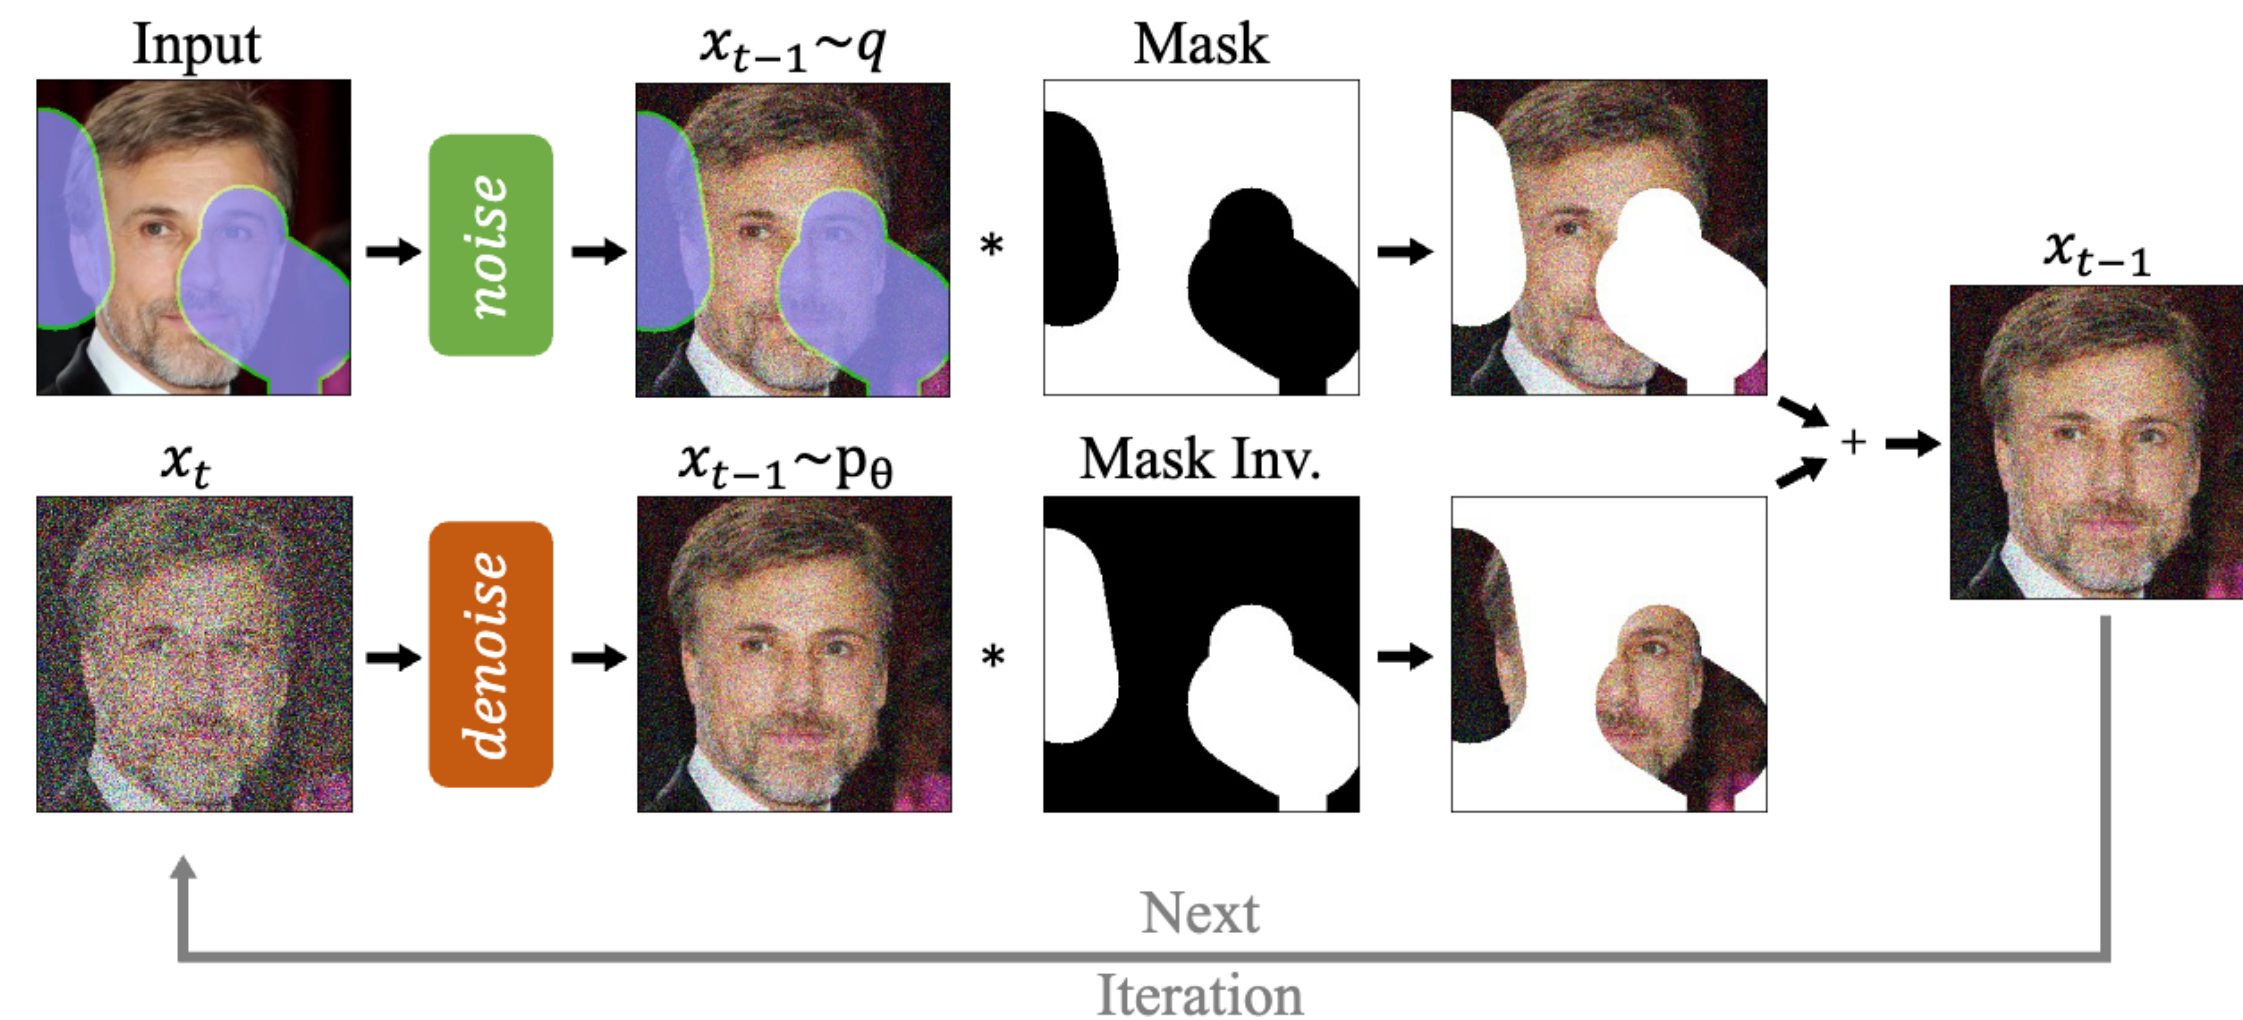 Input
x_{t−1}~q
Mask
noise
*
x_{t−1}
+
x_t
x_{t−1}~p_θ
Mask Inv.
denoise
*
Next
Iteration